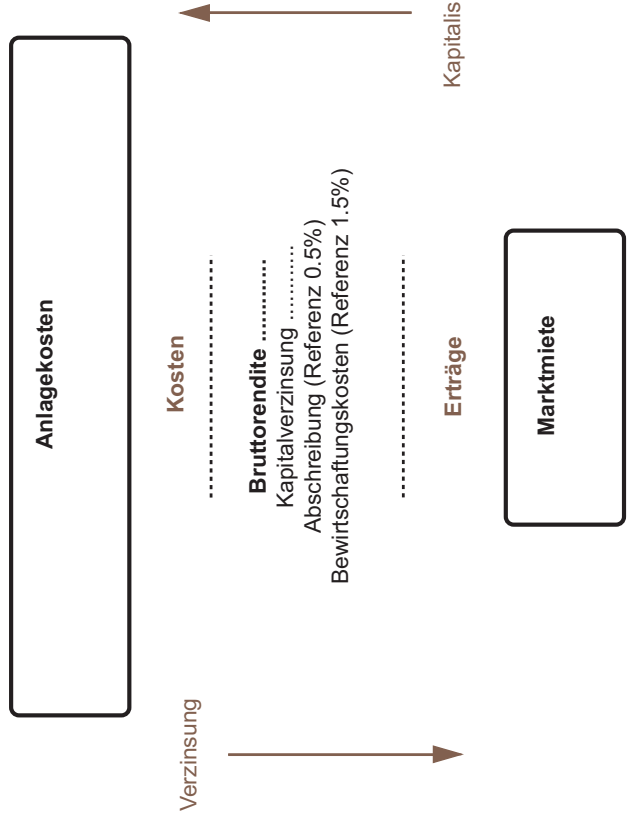 Anlagekosten
Verzinsung
Kosten
Bruttorendite ............
Kapitalverzinsung ............
Abschreibung (Referenz 0.5%)
Bewirtschaftungskosten (Referenz 1.5%)
Kapitalis
Erträge
Marktmiete